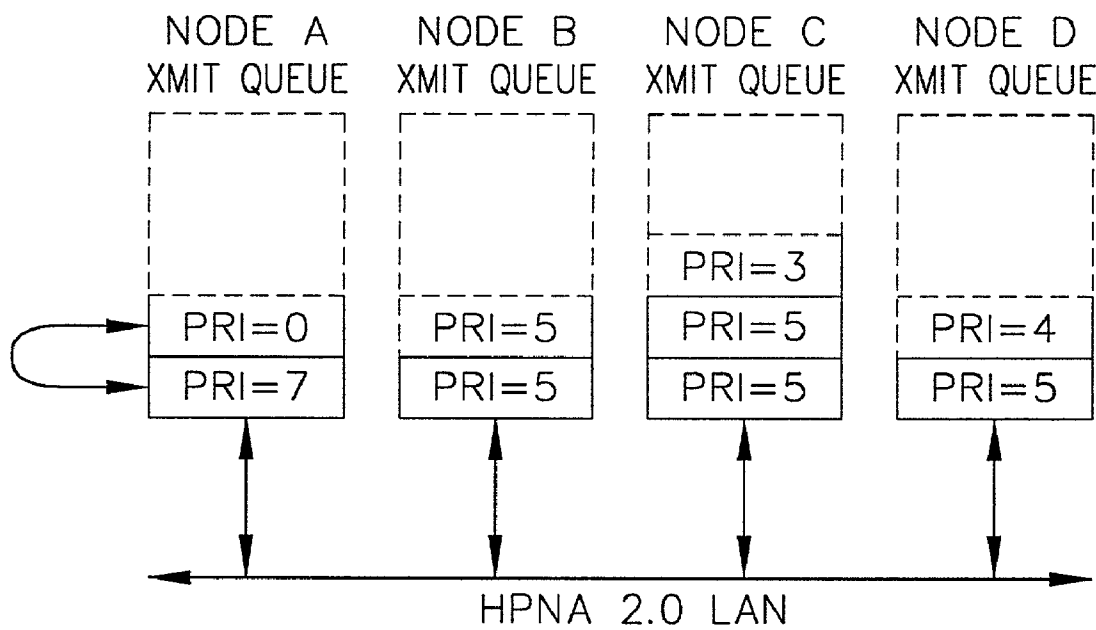 NODE A NODE B NODE C NODE D
XMIT QUEUE XMIT QUEUE XMIT QUEUE XMIT QUEUE
PRI=3
PRI=0 PRI=5 PRI=5 PRI=4
PRI=7 PRI=5 PRI=5 PRI=5
HPNA 2.0 LAN